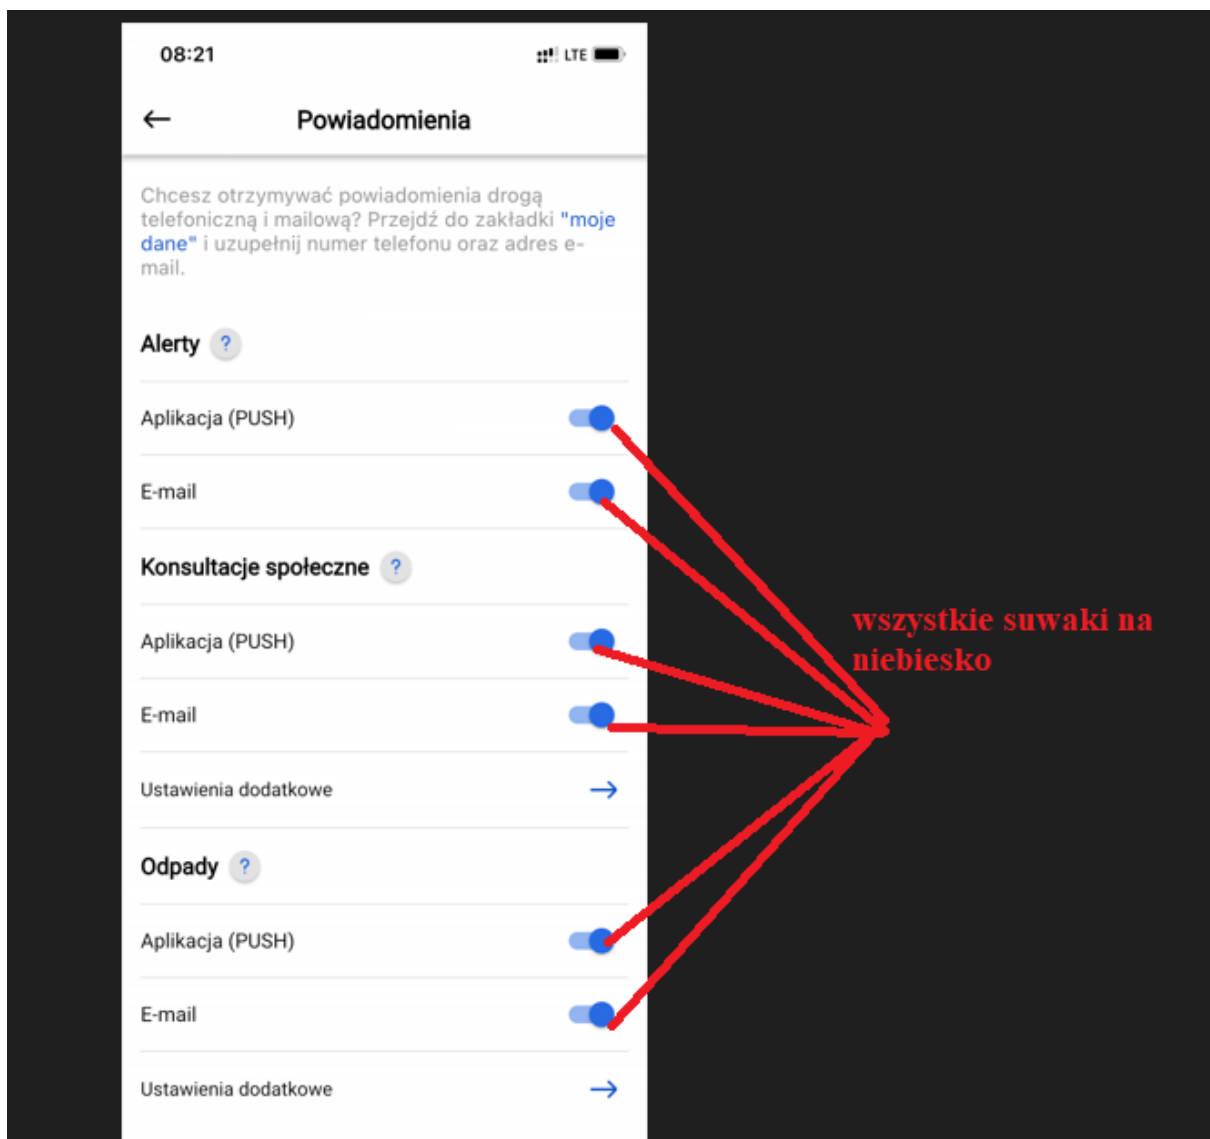 08:21
LTE
Powiadomienia
Chcesz otrzymywać powiadomienia drogą
telefoniczną i mailową? Przejdź do zakładki "moje
dane" i uzupełnij numer telefonu oraz adres e-
mail.
Alerty ?
Aplikacja (PUSH)
E-mail
Konsultacje społeczne ?
Aplikacja (PUSH)
E-mail
Ustawienia dodatkowe
Odpady ?
Aplikacja (PUSH)
E-mail
Ustawienia dodatkowe
wszystkie suwaki na
niebiesko